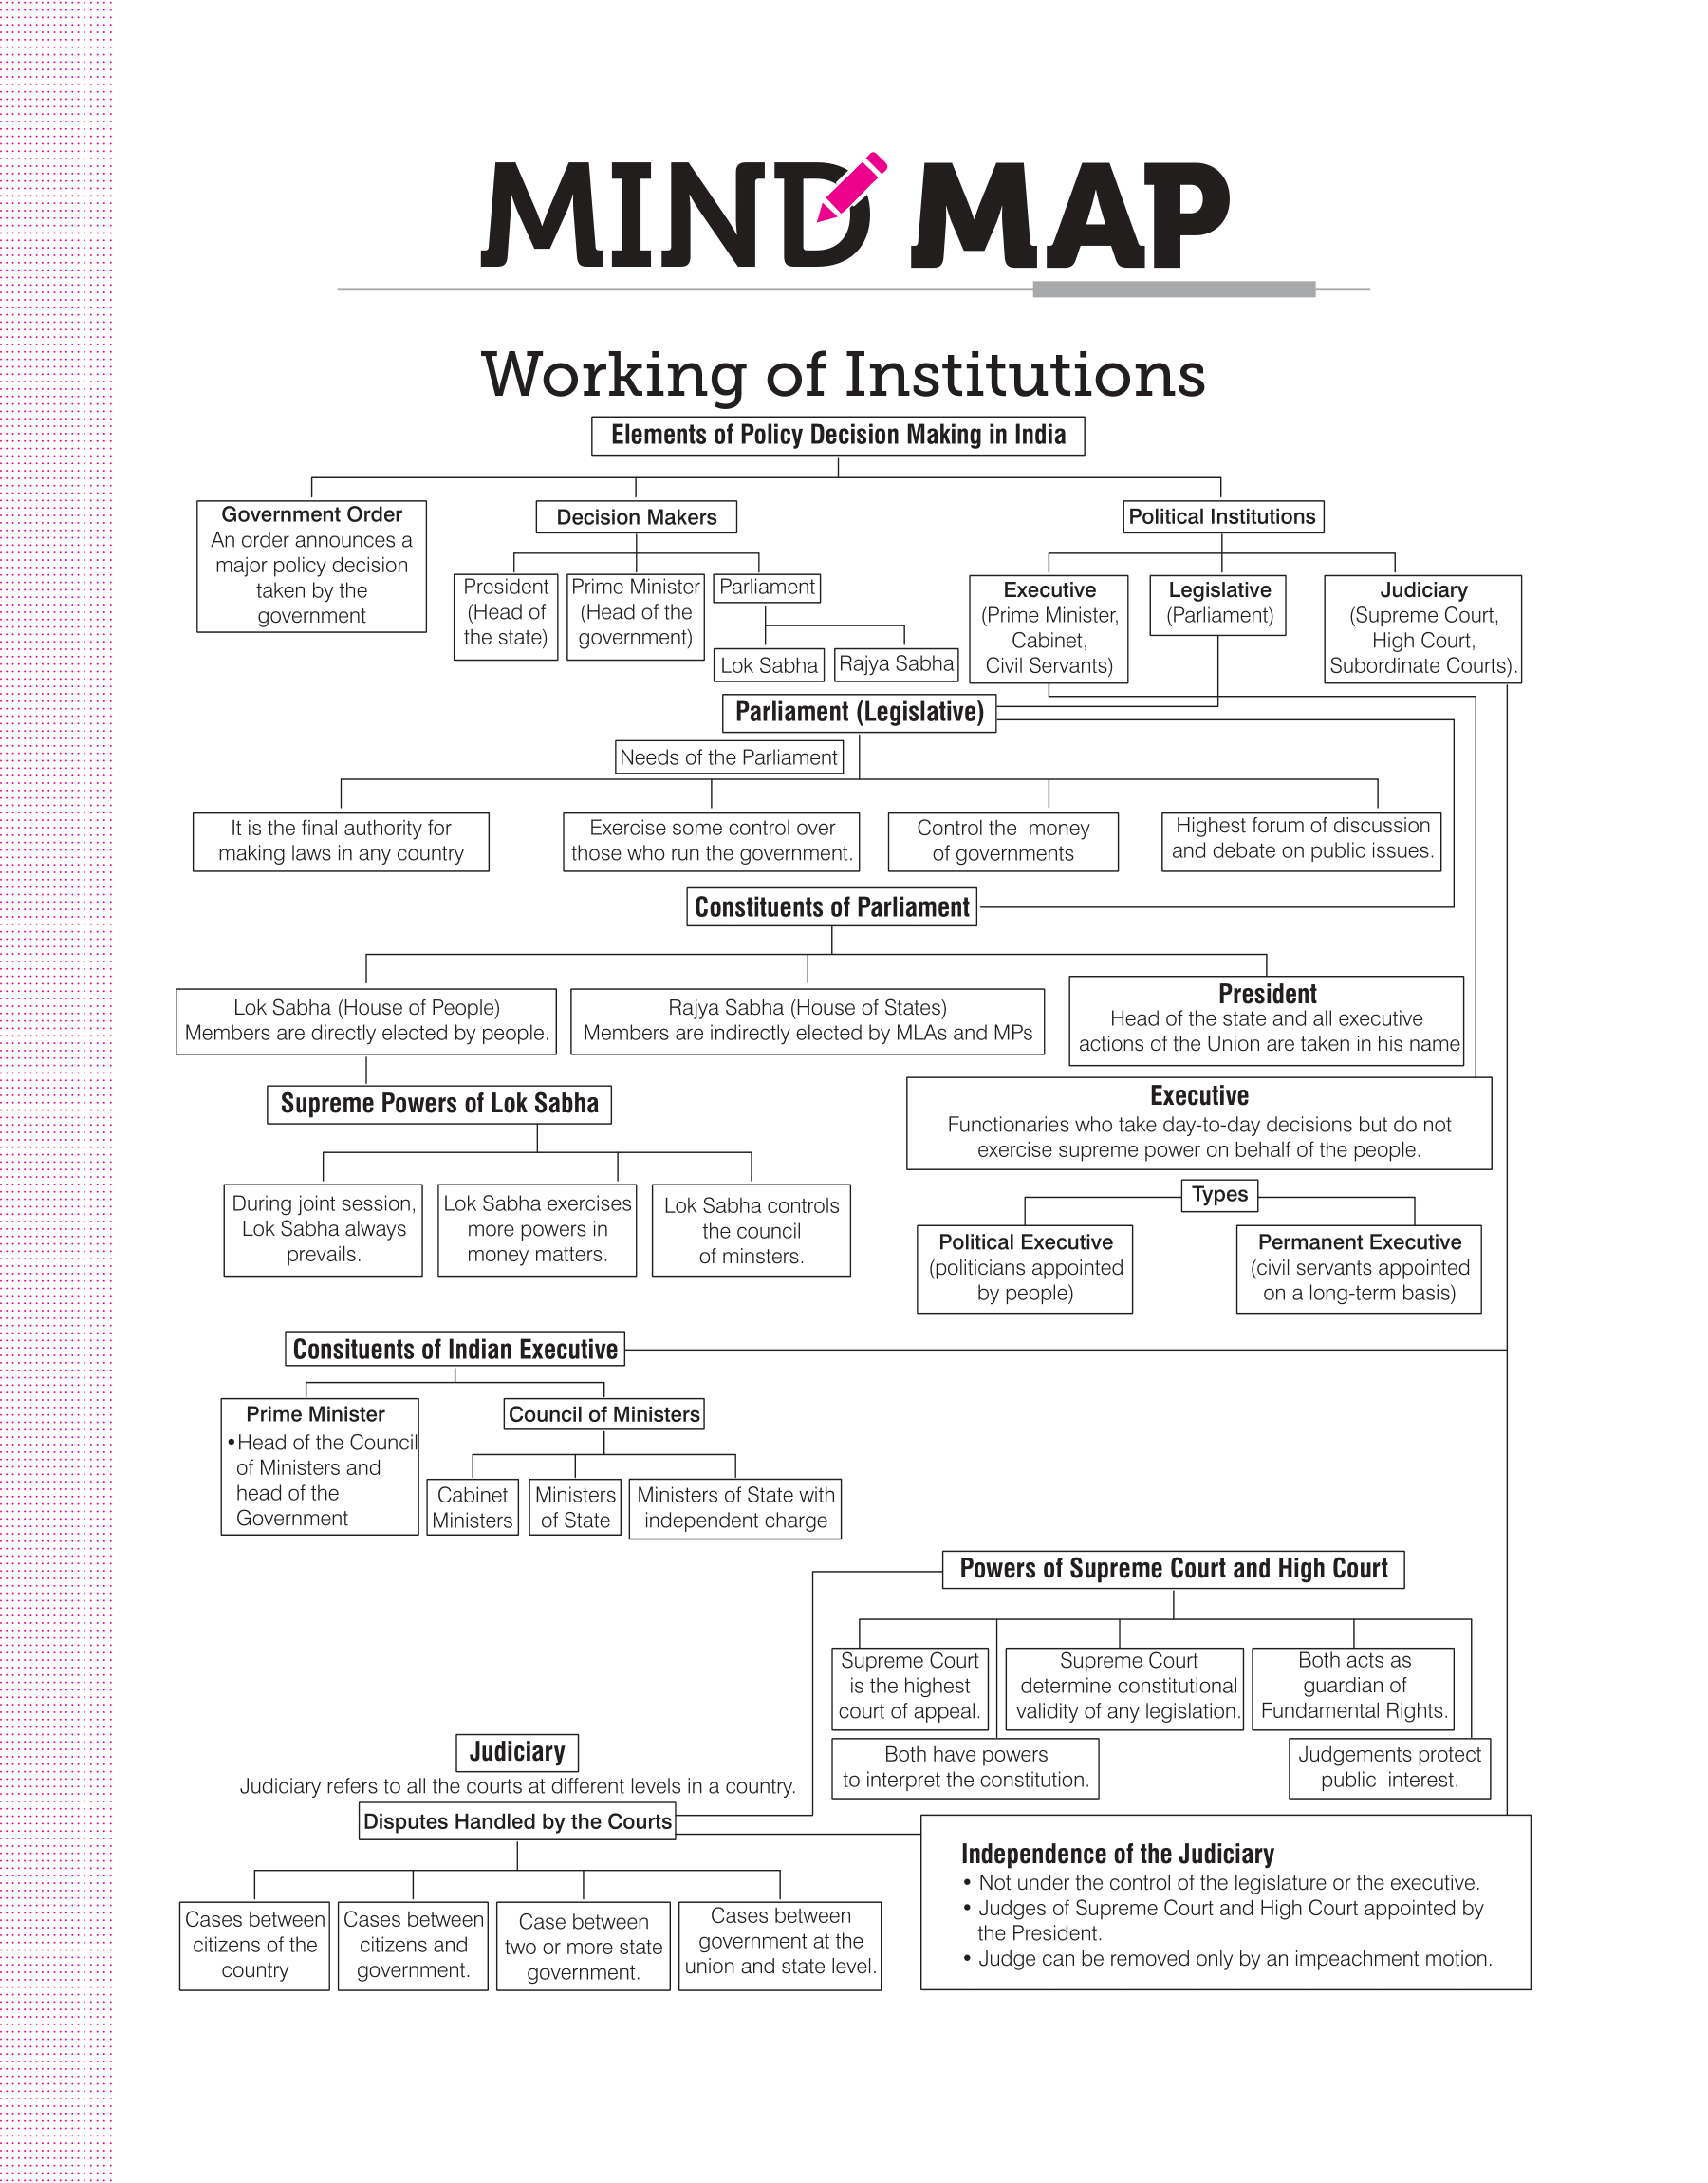 MIND MAP
Working of Institutions
Elements of Policy Decision Making in India
Government Order
An order announces a
major policy decision
taken by the
government
Decision Makers
President
(Head of
the state)
Prime Minister
(Head of the
government)
Parliament
Lok Sabha
Rajya Sabha
Political Institutions
Executive
(Prime Minister,
Cabinet,
Civil Servants)
Legislative
(Parliament)
Judiciary
(Supreme Court,
High Court,
Subordinate Courts).
Parliament (Legislative)
Needs of the Parliament
It is the final authority for
making laws in any country
Exercise some control over
those who run the government.
Control the money
of governments
Highest forum of discussion
and debate on public issues.
Constituents of Parliament
Lok Sabha (House of People)
Members are directly elected by people.
Rajya Sabha (House of States)
Members are indirectly elected by MLAs and MPs
President
Head of the state and all executive
actions of the Union are taken in his name
Supreme Powers of Lok Sabha
During joint session,
Lok Sabha always
prevails.
Lok Sabha exercises
more powers in
money matters.
Lok Sabha controls
the council
of minsters.
Executive
Functionaries who take day-to-day decisions but do not
exercise supreme power on behalf of the people.
Types
Political Executive
(politicians appointed
by people)
Permanent Executive
(civil servants appointed
on a long-term basis)
Consituents of Indian Executive
Prime Minister
•Head of the Council
of Ministers and
head of the
Government
Council of Ministers
Cabinet
Ministers
Ministers
of State
Ministers of State with
independent charge
Powers of Supreme Court and High Court
Supreme Court
is the highest
court of appeal.
Supreme Court
determine constitutional
validity of any legislation.
Both acts as
guardian of
Fundamental Rights.
Both have powers
to interpret the constitution.
Judgements protect
public interest.
Judiciary
Judiciary refers to all the courts at different levels in a country.
Disputes Handled by the Courts
Cases between
citizens of the
country
Cases between
citizens and
government.
Case between
two or more state
government.
Cases between
government at the
union and state level.
Independence of the Judiciary
• Not under the control of the legislature or the executive.
• Judges of Supreme Court and High Court appointed by
the President.
• Judge can be removed only by an impeachment motion.